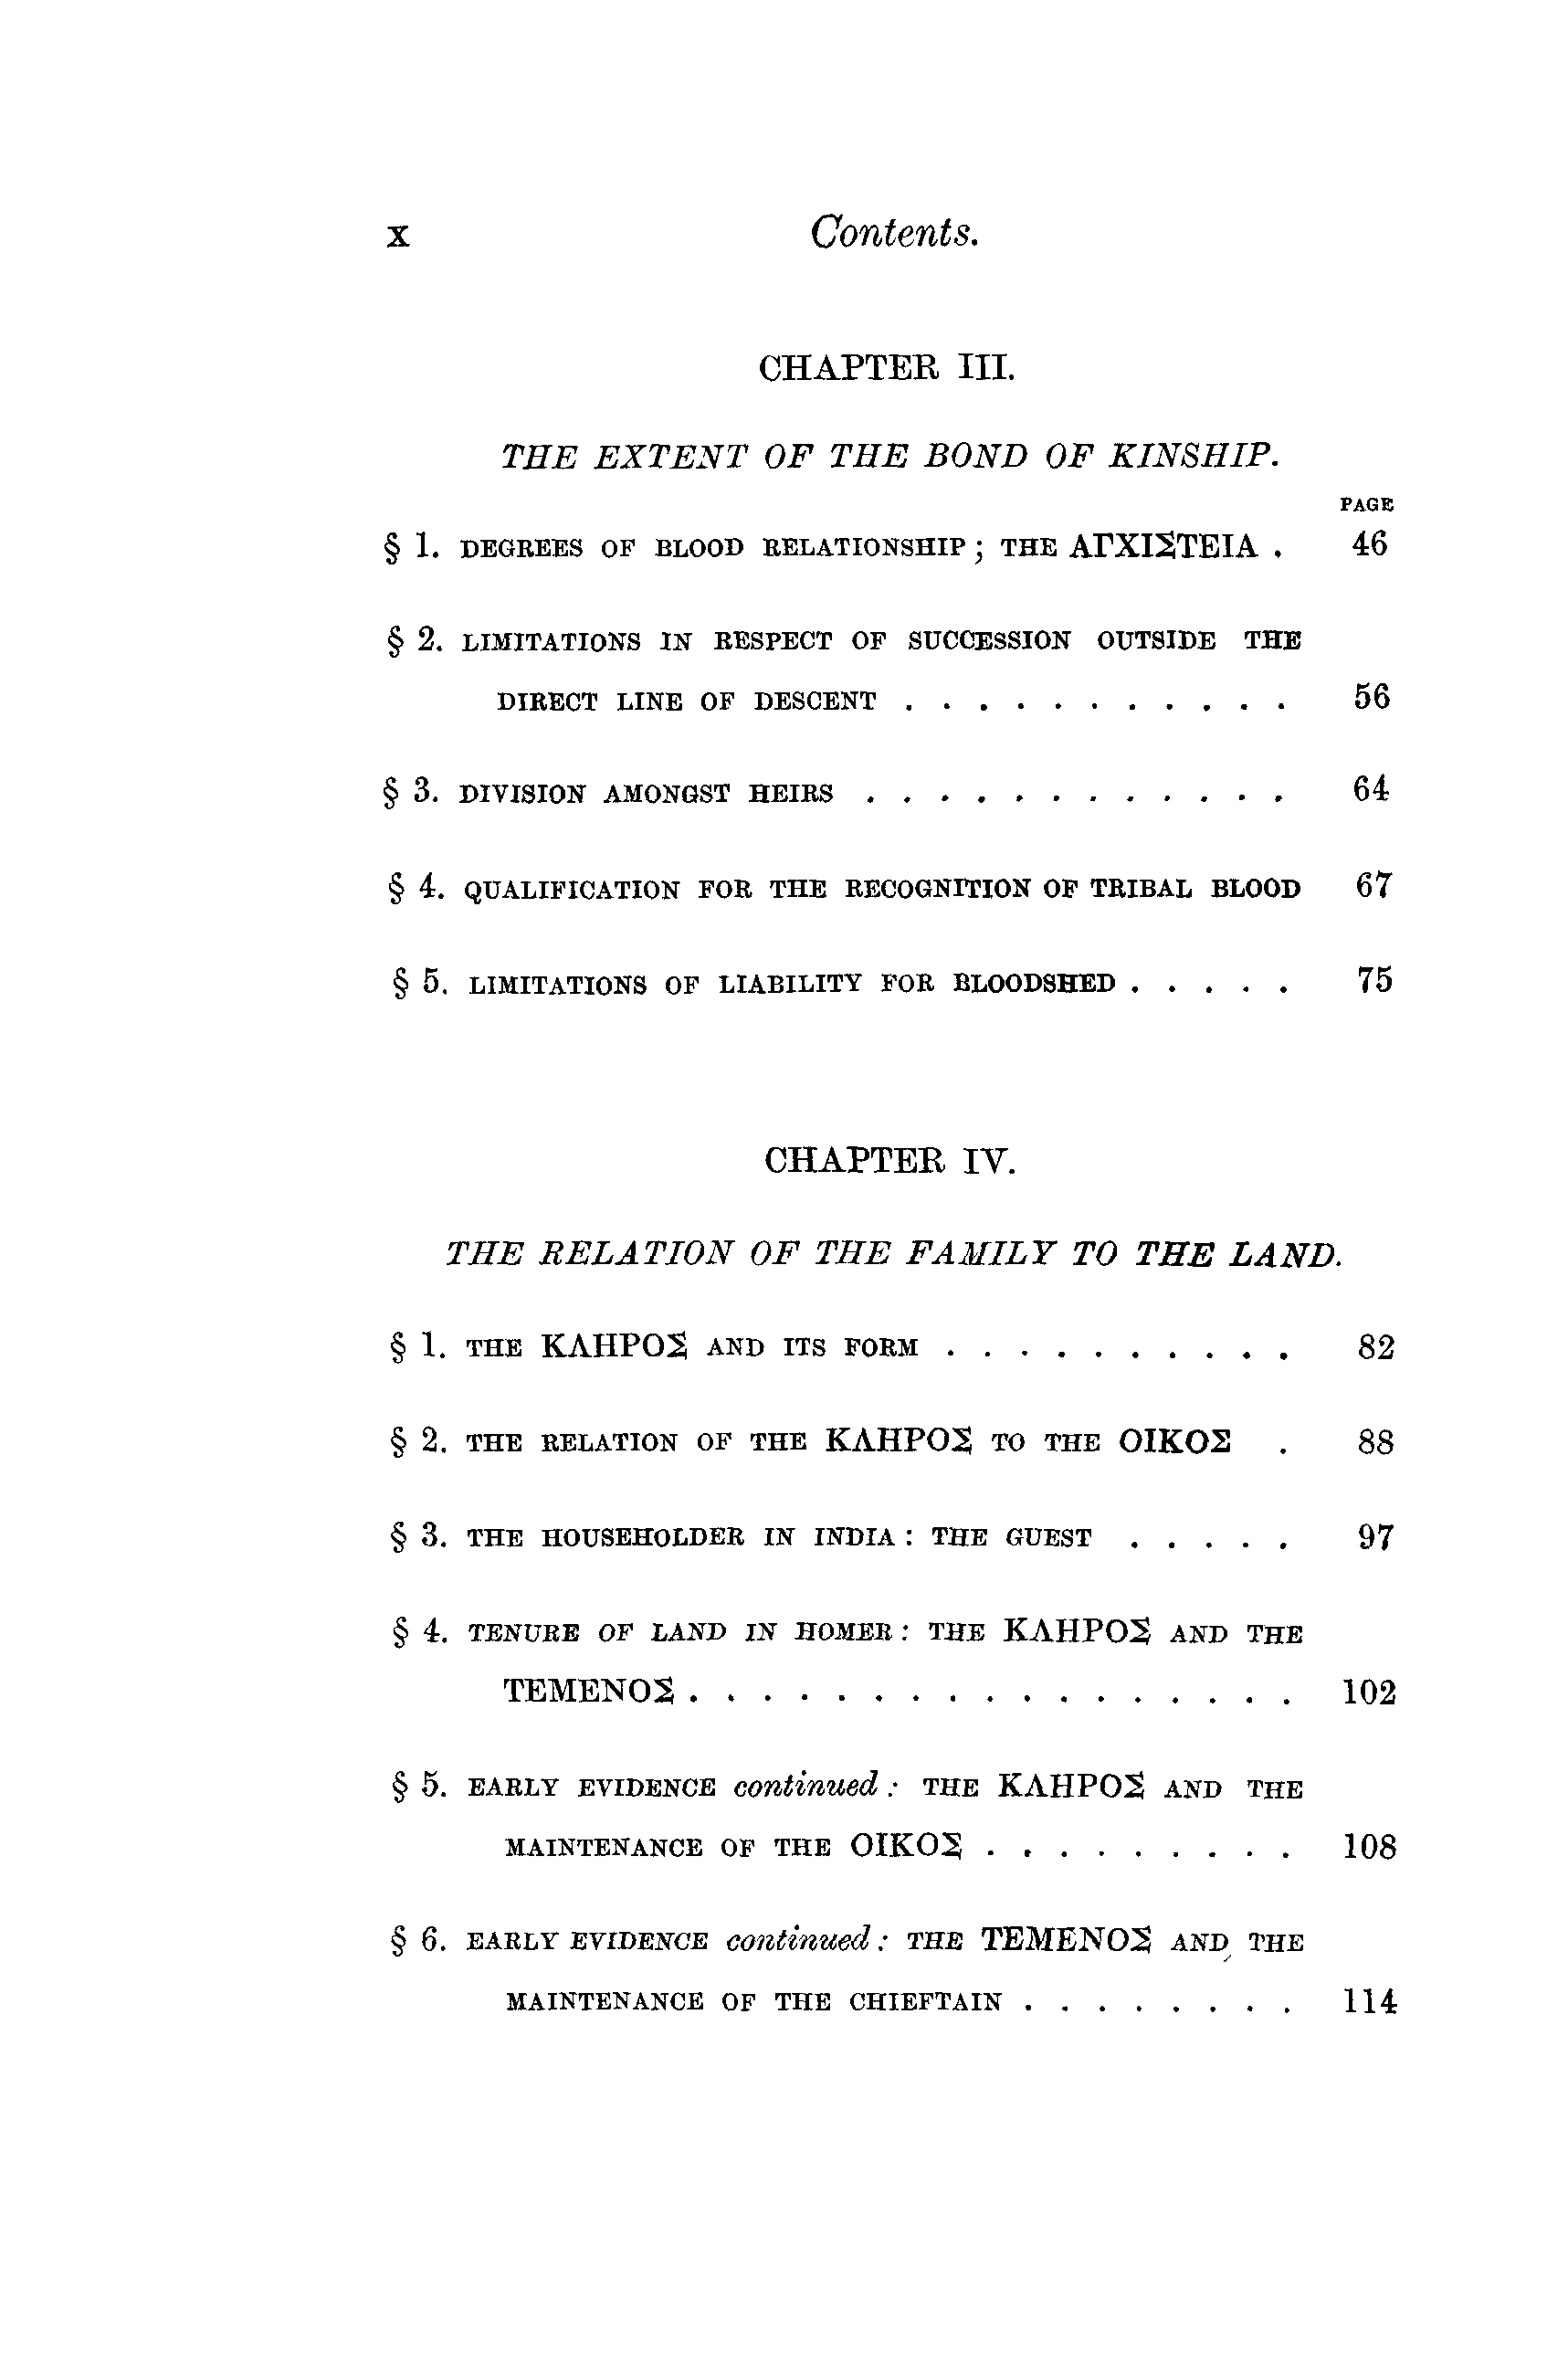 x Contents.
CHAPTER III.
THE EXTENT OF THE BOND OF KINSHIP.
PAGE
§ 1. DEGREES OF BLOOD RELATIONSHIP; THE ΑΓΧΙΣΤΕΙΑ . 46
§ 2. LIMITATIONS IN RESPECT OF SUCCESSION OUTSIDE THE
DIRECT LINE OF DESCENT . . . . . . . . . . . 56
§ 3. DIVISION AMONGST HEIRS . . . . . . . . . . . . 64
§ 4. QUALIFICATION FOR THE RECOGNITION OF TRIBAL BLOOD 67
§ 5. LIMITATIONS OF LIABILITY FOR BLOODSHED . . . . . 75
CHAPTER IV.
THE RELATION OF THE FAMILY TO THE LAND.
§ 1. THE ΚΛΗΡΟΣ AND ITS FORM . . . . . . . . . . 82
§ 2. THE RELATION OF THE ΚΛΗΡΟΣ TO THE ΟΙΚΟΣ . 88
§ 3. THE HOUSEHOLDER IN INDIA : THE GUEST . . . . . 97
§ 4. TENURE OF LAND IN HOMER : THE ΚΛΗΡΟΣ AND THE
ΤΕΜΕΝΟΣ . . . . . . . . . . . . . . . . . 102
§ 5. EARLY EVIDENCE continued : THE ΚΛΗΡΟΣ AND THE
MAINTENANCE OF THE ΟΙΚΟΣ . . . . . . . . . 108
§ 6. EARLY EVIDENCE continued : THE ΤΕΜΕΝΟΣ AND THE
MAINTENANCE OF THE CHIEFTAIN . . . . . . . . 114